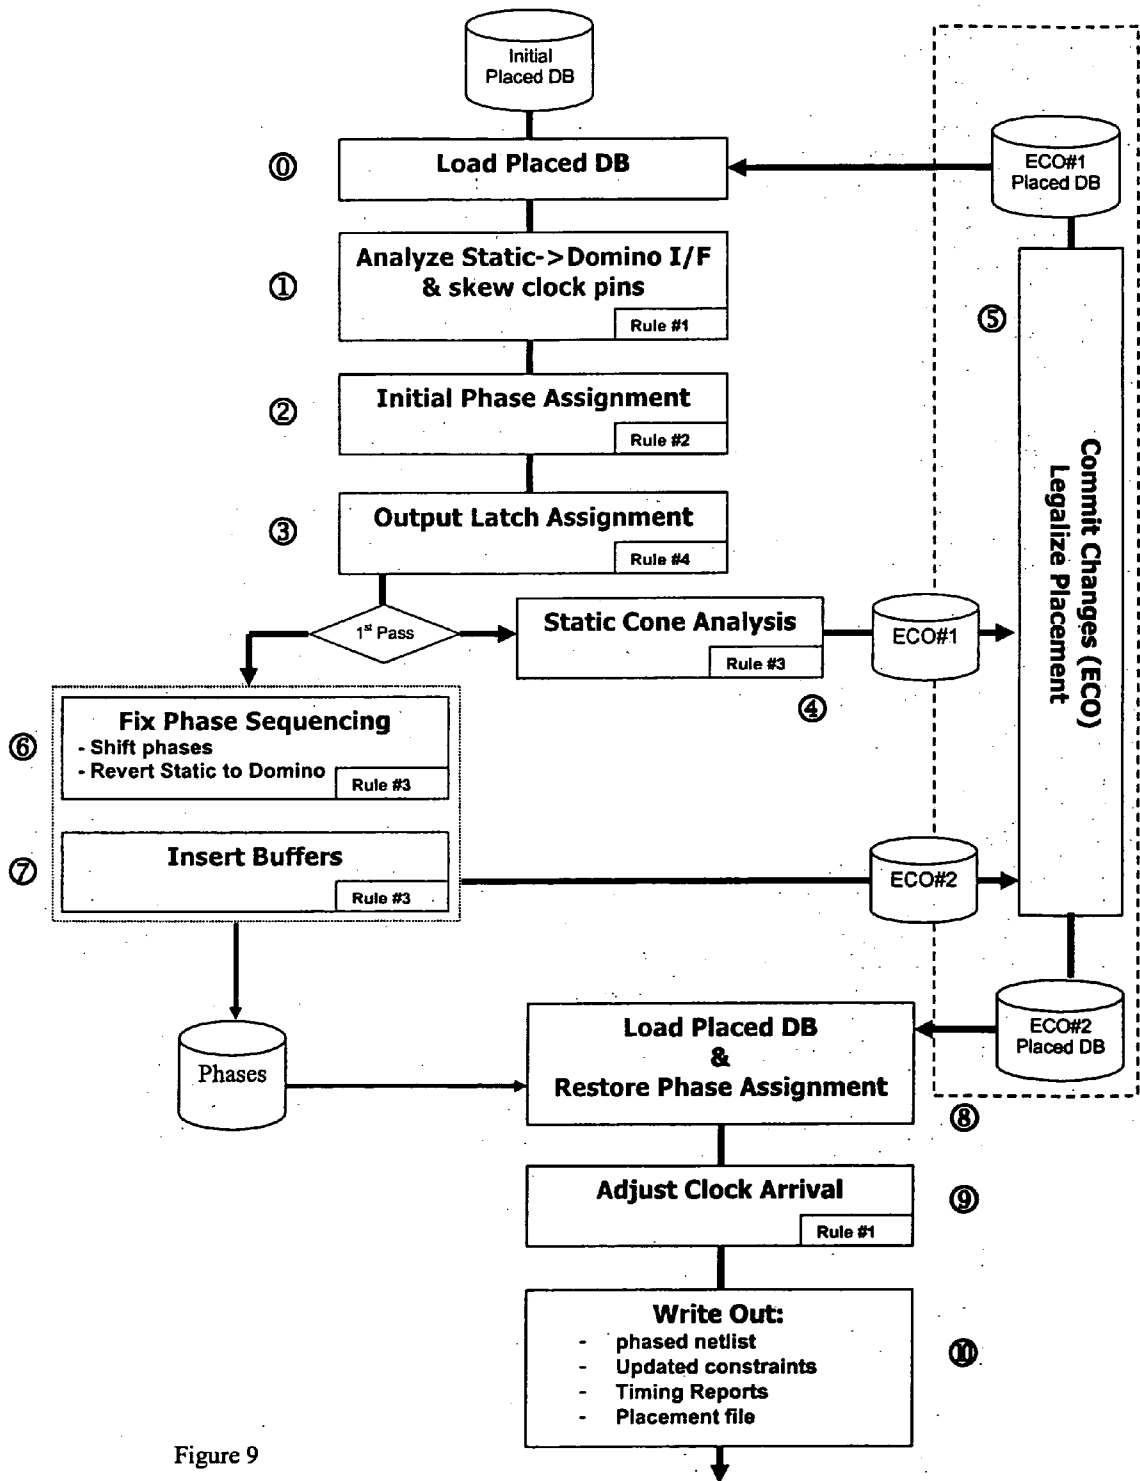 Initial
Placed DB
⓪
Load Placed DB
ECO#1
Placed DB
①
Analyze Static->Domino I/F
& skew clock pins
Rule #1
⑤
②
Initial Phase Assignment
Rule #2
③
Output Latch Assignment
Rule #4
Commit Changes (ECO)
Legalize Placement
1st Pass
Static Cone Analysis
Rule #3
④
ECO#1
⑥
Fix Phase Sequencing
- Shift phases
- Revert Static to Domino
Rule #3
⑦
Insert Buffers
Rule #3
ECO#2
Phases
Load Placed DB
&
Restore Phase Assignment
ECO#2
Placed DB
⑧
Adjust Clock Arrival
Rule #1
⑨
Write Out:
- phased netlist
- Updated constraints
- Timing Reports
- Placement file
⑩
Figure 9